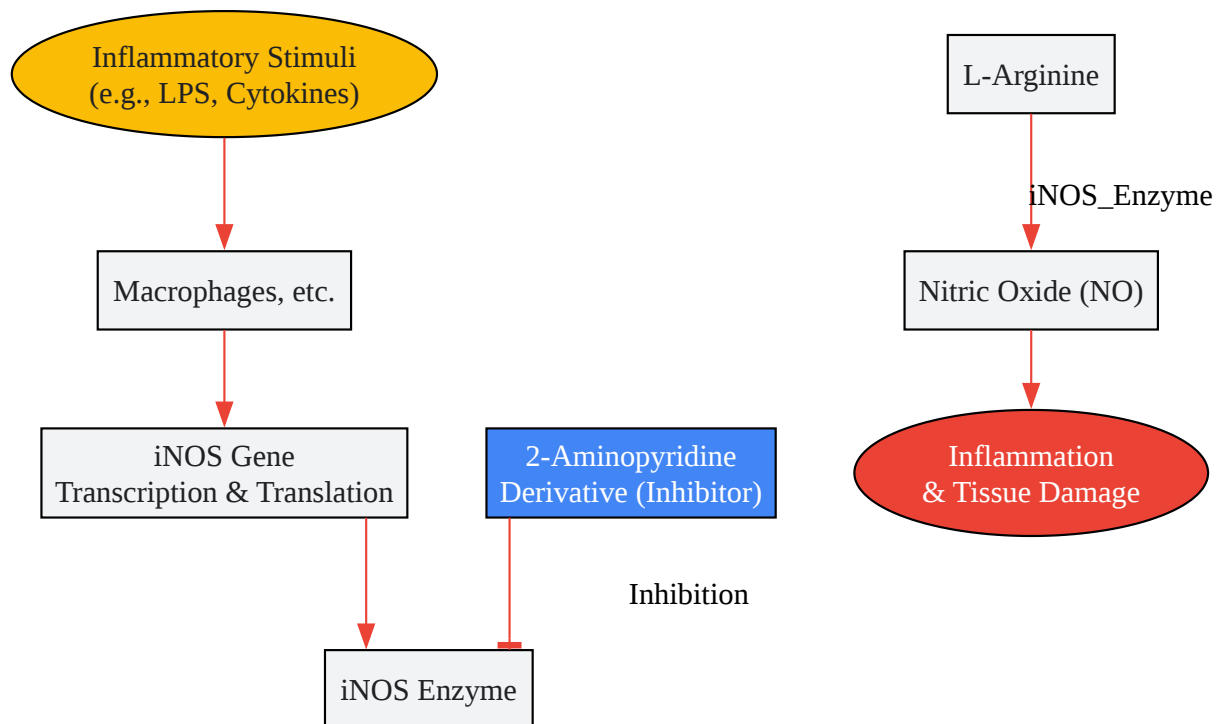 Inflammatory Stimuli
(e.g., LPS, Cytokines)
Macrophages, etc.
iNOS Gene
Transcription & Translation
2-Aminopyridine
Derivative (Inhibitor)
Inhibition
iNOS Enzyme
L-Arginine
iNOS_Enzyme
Nitric Oxide (NO)
Inflammation
& Tissue Damage